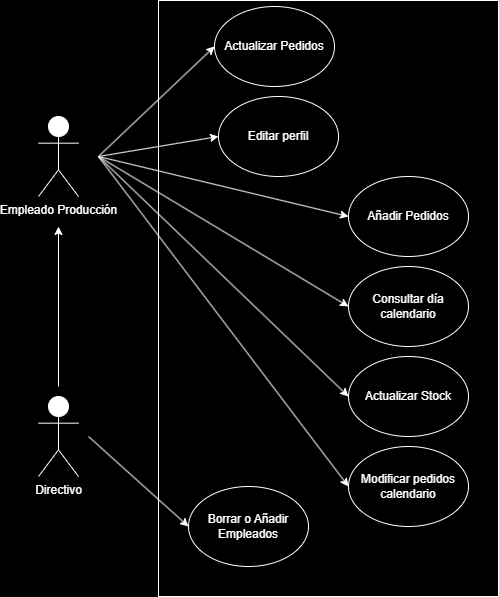 Actualizar Pedidos
Editar perfil
Empleado Producción
Añadir Pedidos
Consultar día
calendario
Actualizar Stock
Modificar pedidos
calendario
Directivo
Borrar o Añadir
Empleados